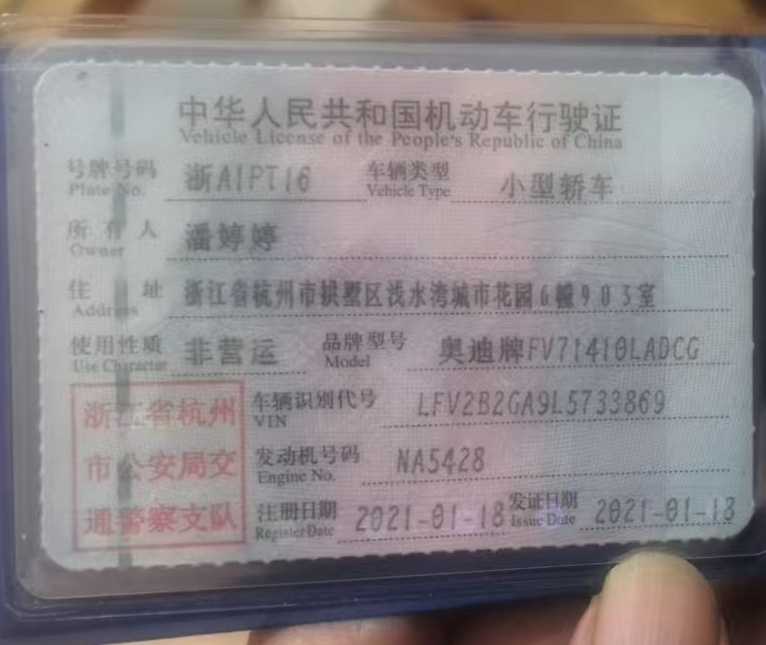 中华人民共和国机动车行驶证
Vehicle License of the People's Republic of China
号牌号码 浙A1PT16 车辆类型 小型轿车
Plate No. Vehicle Type
所有人 潘婷婷
Owner
住址 浙江省杭州市拱墅区浅水湾城市花园6幢903室
Address
使用性质 非营运 品牌型号 奥迪牌FV71410LADCG
Use Character Model
浙江省杭州
市公安局交
通警察支队
车辆识别代号 LFV2B2GA9L5733869
VIN
发动机号码 NA5428
Engine No.
注册日期 2021-01-18 发证日期 2021-01-18
Register Date Issue Date